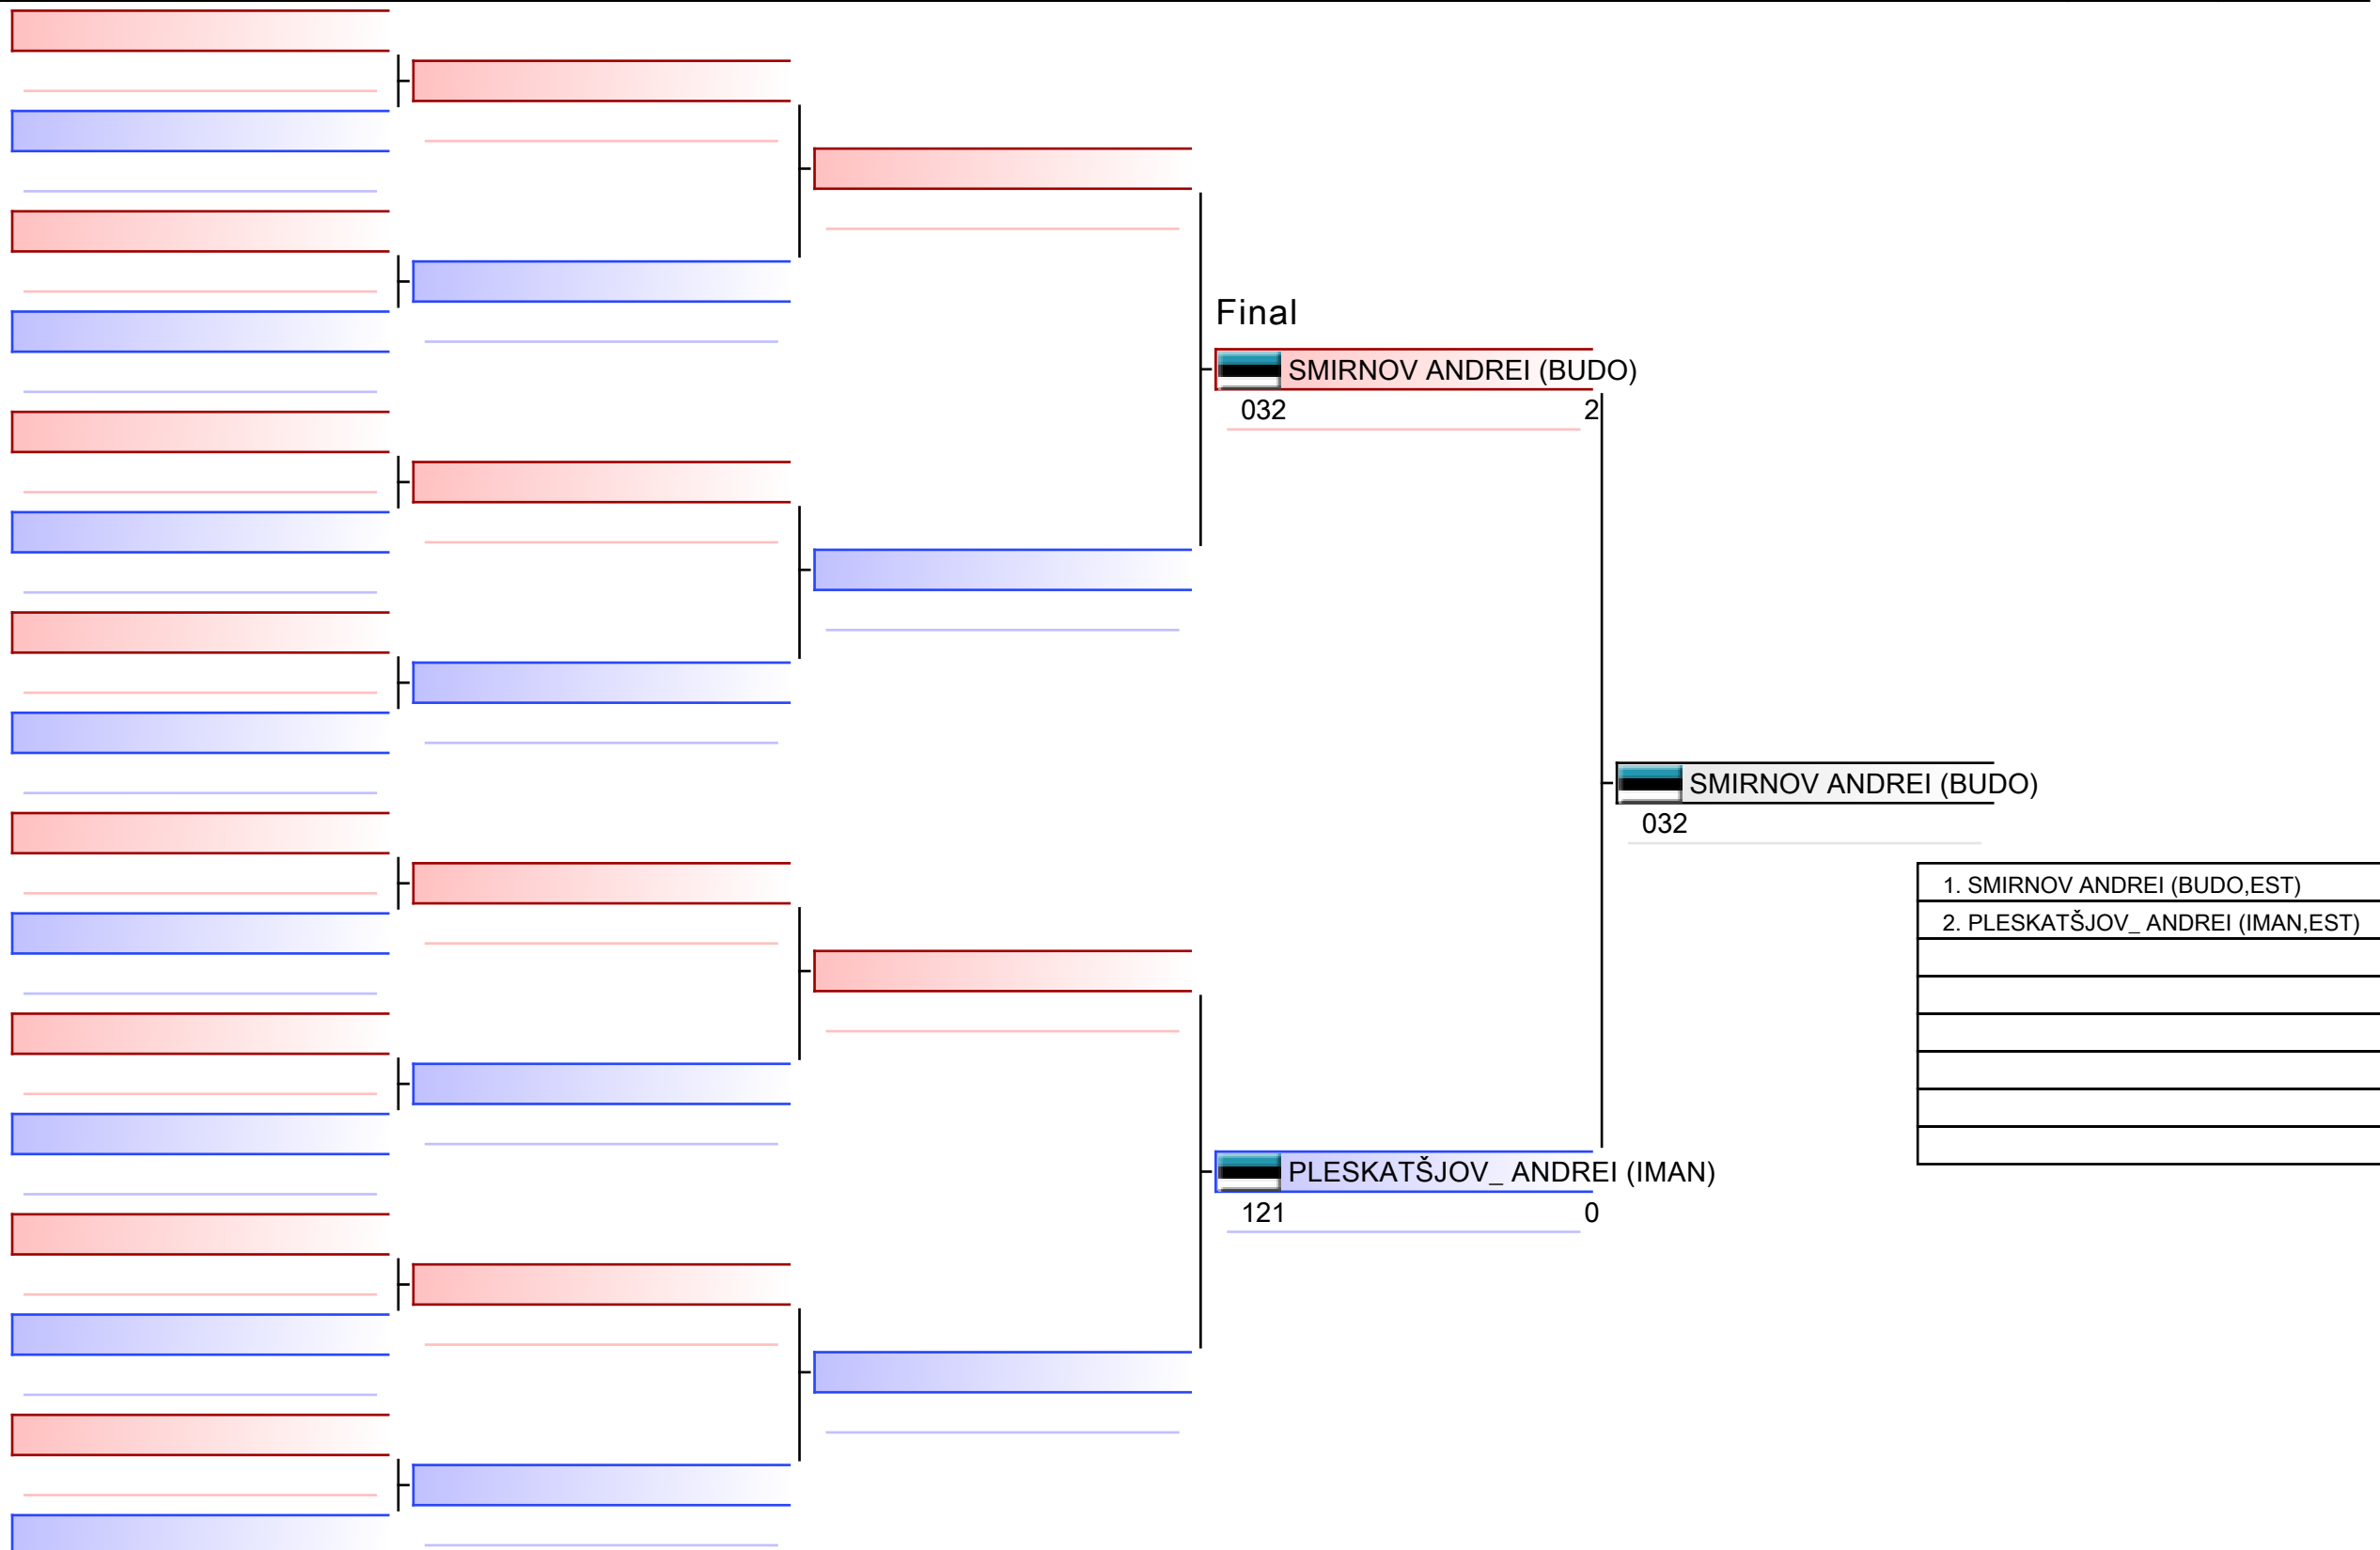 Final
SMIRNOV ANDREI (BUDO)
032 2
SMIRNOV ANDREI (BUDO)
032
1. SMIRNOV ANDREI (BUDO,EST)
2. PLESKATŠJOV_ ANDREI (IMAN,EST)
PLESKATŠJOV_ ANDREI (IMAN)
121 0